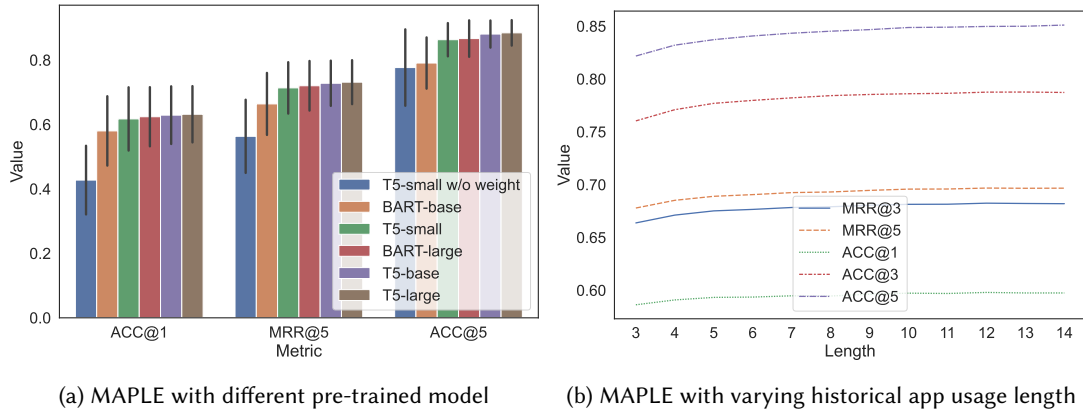 0.8
0.6
0.4
0.2
0.0
Value
T5-small w/o weight
BART-base
T5-small
BART-large
T5-base
T5-large
ACC@1
MRR@5
ACC@5
Metric
(a) MAPLE with different pre-trained model
0.85
0.80
0.75
0.70
0.65
0.60
Value
MRR@3
MRR@5
ACC@1
ACC@3
ACC@5
3 4 5 6 7 8 9 10 11 12 13 14
Length
(b) MAPLE with varying historical app usage length